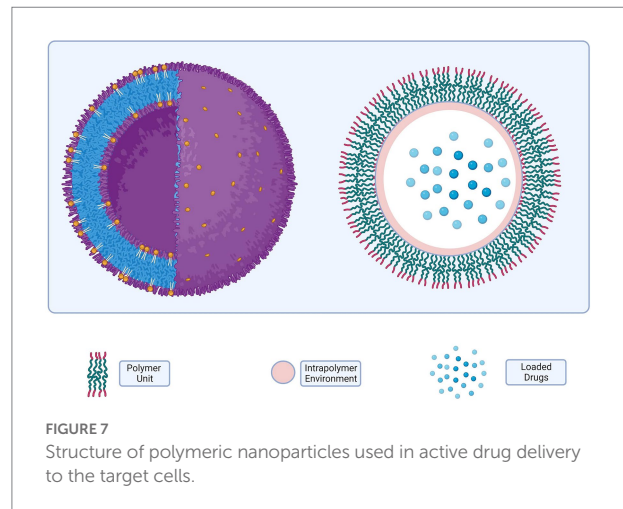 Polymer
Unit
Intrapolymer
Environment
Loaded
Drugs
FIGURE 7
Structure of polymeric nanoparticles used in active drug delivery
to the target cells.